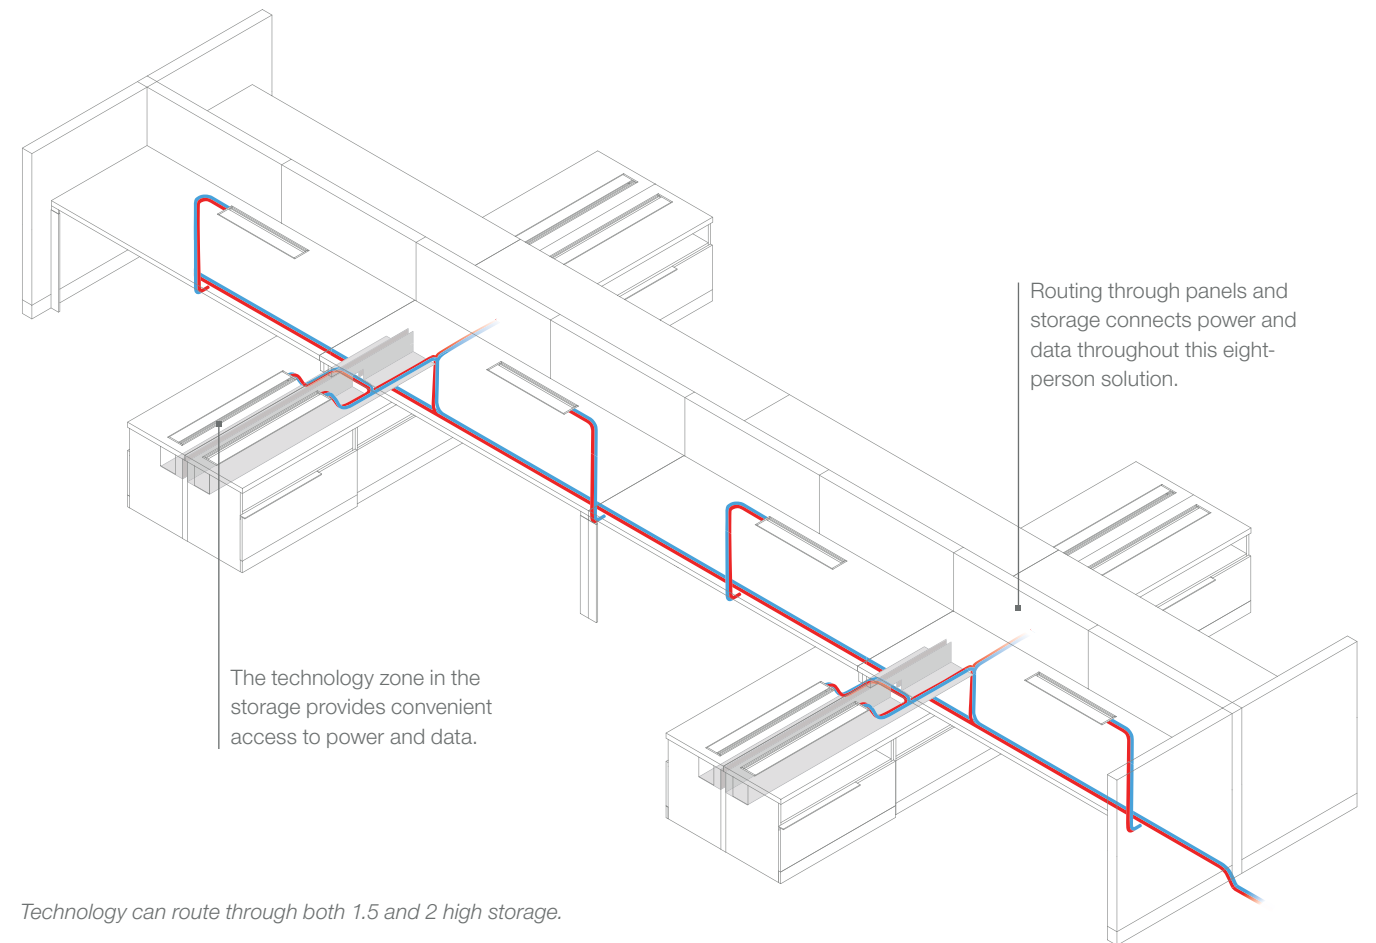 Routing through panels and
storage connects power and
data throughout this eight-
person solution.
The technology zone in the
storage provides convenient
access to power and data.
Technology can route through both 1.5 and 2 high storage.